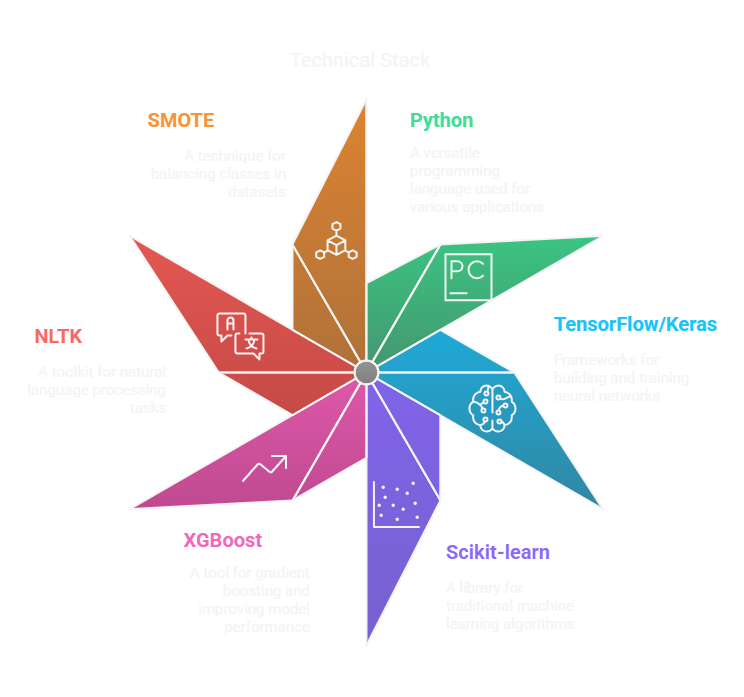 Technical Stack
SMOTE
A technique for
balancing classes in
datasets
Python
A versatile
programming
language used for
various applications
PC
A
文
NLTK
A toolkit for natural
language processing
tasks
TensorFlow/Keras
Frameworks for
building and training
neural networks
XGBoost
A tool for gradient
boosting and
improving model
performance
Scikit-learn
A library for
traditional machine
learning algorithms